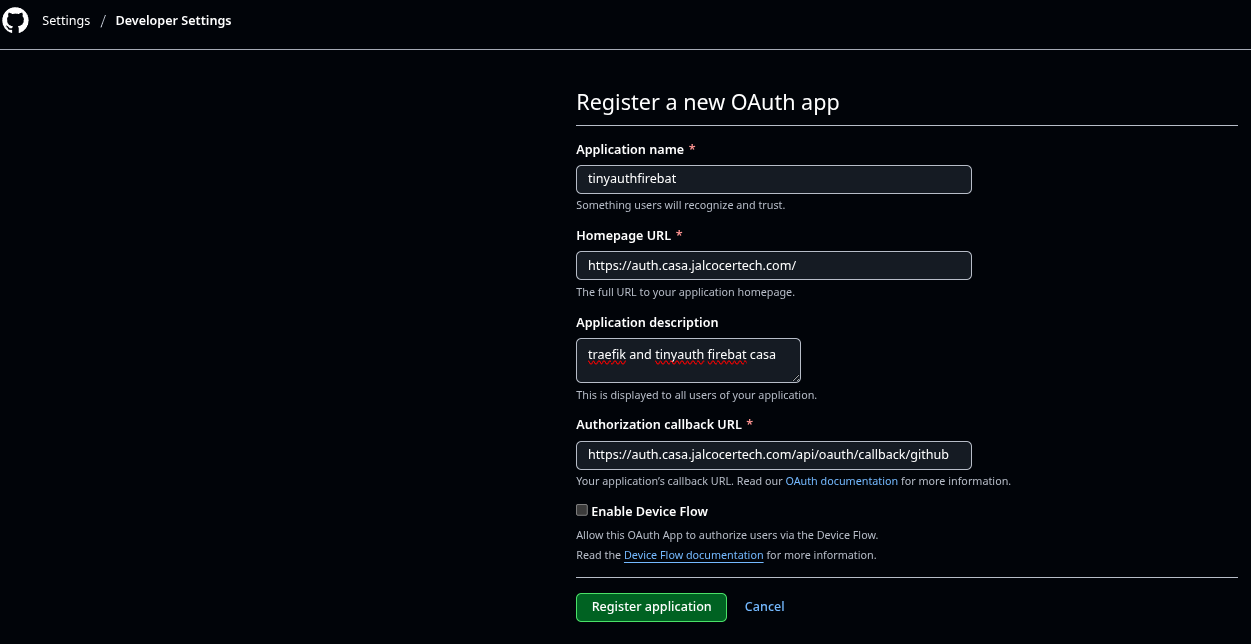 Settings / Developer Settings
Register a new OAuth app
Application name *
tinyauthfirebat
Something users will recognize and trust.
Homepage URL *
https://auth.casa.jalcocertech.com/
The full URL to your application homepage.
Application description
traefik and tinyauth firebat casa
This is displayed to all users of your application.
Authorization callback URL *
https://auth.casa.jalcocertech.com/api/oauth/callback/github
Your application’s callback URL. Read our OAuth documentation for more information.
Enable Device Flow
Allow this OAuth App to authorize users via the Device Flow.
Read the Device Flow documentation for more information.
Register application Cancel